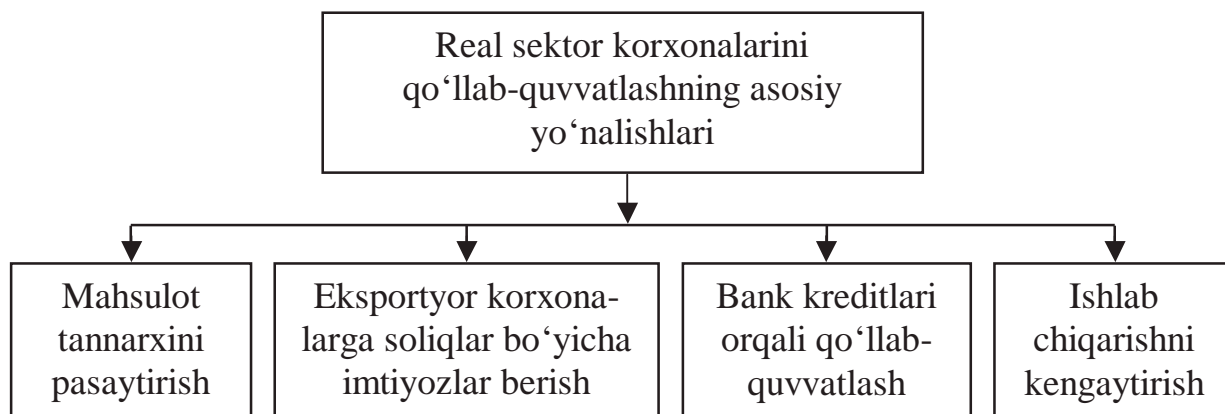 Real sektor korxonalarini
qo‘llab-quvvatlashning asosiy
yo‘nalishlari
Mahsulot
tannarxini
pasaytirish
Eksportyor korxona-
larga soliqlar bo‘yicha
imtiyozlar berish
Bank kreditlari
orqali qo‘llab-
quvvatlash
Ishlab
chiqarishni
kengaytirish